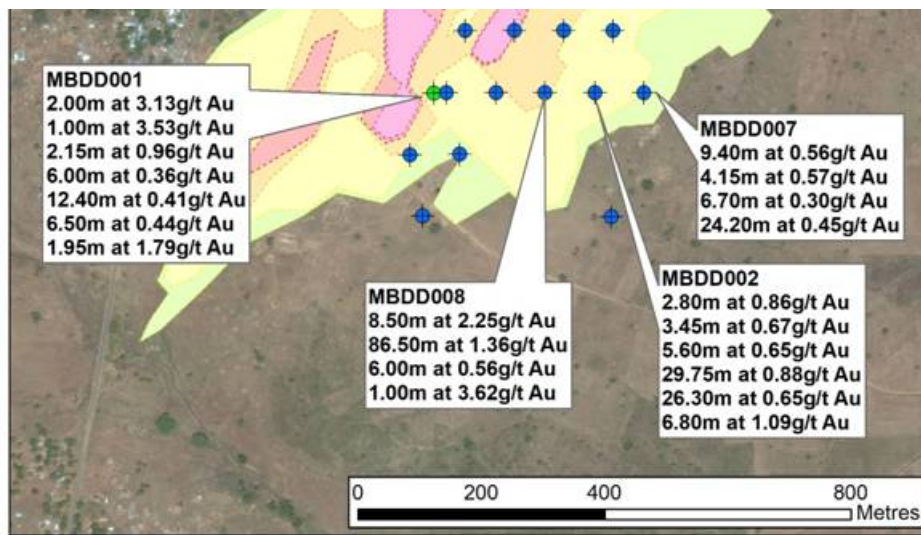 MBDD001
2.00m at 3.13g/t Au
1.00m at 3.53g/t Au
2.15m at 0.96g/t Au
6.00m at 0.36g/t Au
12.40m at 0.41g/t Au
6.50m at 0.44g/t Au
1.95m at 1.79g/t Au
MBDD007
9.40m at 0.56g/t Au
4.15m at 0.57g/t Au
6.70m at 0.30g/t Au
24.20m at 0.45g/t Au
MBDD008
8.50m at 2.25g/t Au
86.50m at 1.36g/t Au
6.00m at 0.56g/t Au
1.00m at 3.62g/t Au
MBDD002
2.80m at 0.86g/t Au
3.45m at 0.67g/t Au
5.60m at 0.65g/t Au
29.75m at 0.88g/t Au
26.30m at 0.65g/t Au
6.80m at 1.09g/t Au
0 200 400 800
Metres